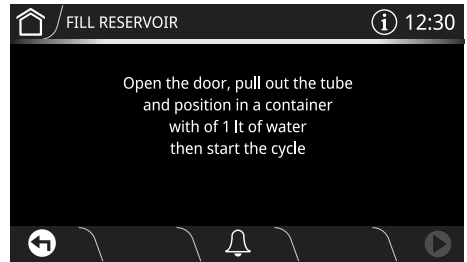 FILL RESERVOIR
i 12:30
Open the door, pull out the tube
and position in a container
with of 1 lt of water
then start the cycle